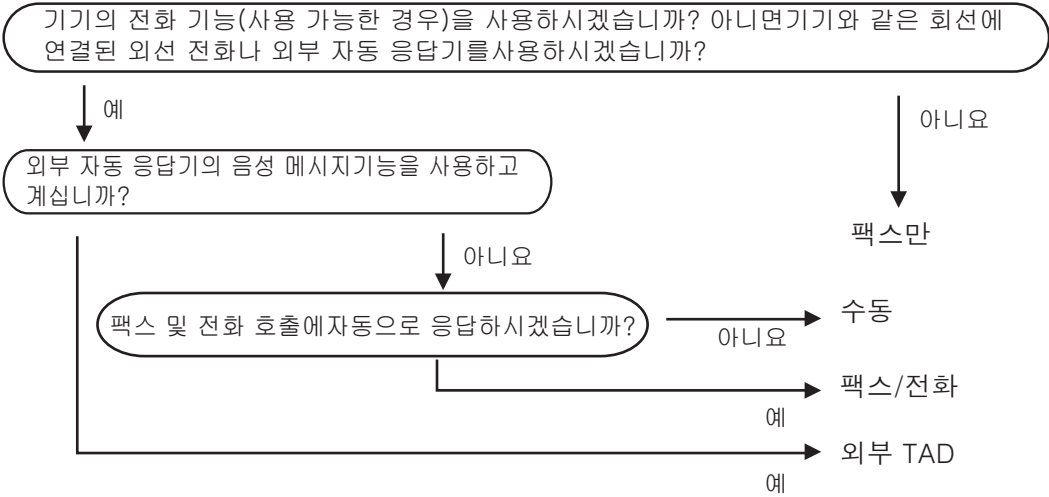 기기의 전화 기능(사용 가능한 경우)을 사용하시겠습니까? 아니면기기와 같은 회선에
연결된 외선 전화나 외부 자동 응답기를사용하시겠습니까?
예
아니요
외부 자동 응답기의 음성 메시지기능을 사용하고
계십니까?
팩스만
아니요
팩스 및 전화 호출에자동으로 응답하시겠습니까?
수동
아니요
팩스/전화
예
외부 TAD
예